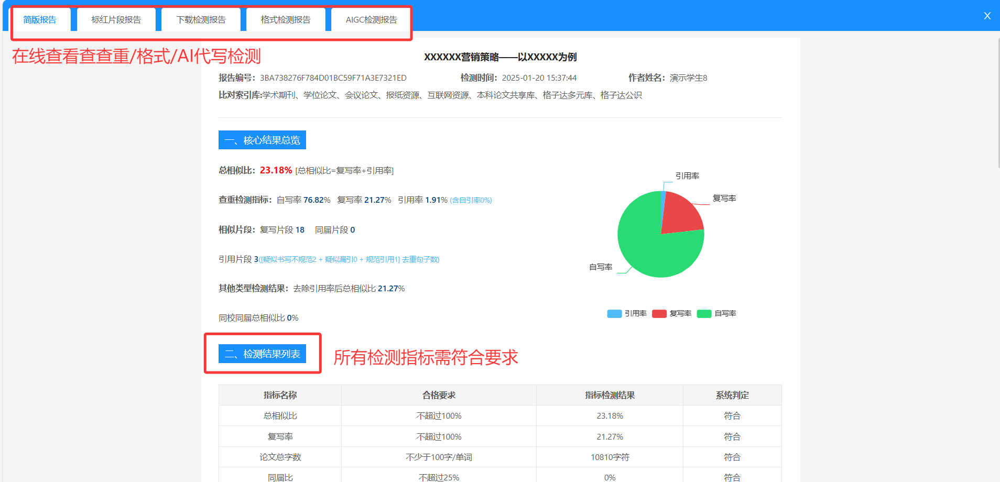 简版报告 标红片段报告 下载检测报告 格式检测报告 AIGC检测报告 X
在线查看查查重/格式/AI代写检测
XXXXXX营销策略——以XXXXX为例
报告编号：3BA738276F784D01BC59F71A3E7321ED 检测时间：2025-01-20 15:37:44 作者姓名：演示学生8
比对索引库:学术期刊、学位论文、会议论文、报纸资源、互联网资源、本科论文共享库、格子达多元库、格子达公识
一、核心结果总览
总相似比：23.18% [总相似比=复写率+引用率]
查重检测指标：自写率 76.82% 复写率 21.27% 引用率 1.91% (含自引率0%)
相似片段：复写片段 18 同届片段 0
引用片段 3([疑似书写不规范2 + 疑似漏引0 + 规范引用1] 去重句子数)
其他类型检测结果：去除引用率后总相似比 21.27%
同校同届总相似比 0%
引用率
复写率
自写率
引用率 复写率 自写率
二、检测结果列表
所有检测指标需符合要求
指标名称 合格要求 指标检测结果 系统判定
总相似比 不超过100% 23.18% 符合
复写率 不超过100% 21.27% 符合
论文总字数 不少于100字/单词 10810字符 符合
同届比 不超过25% 0% 符合